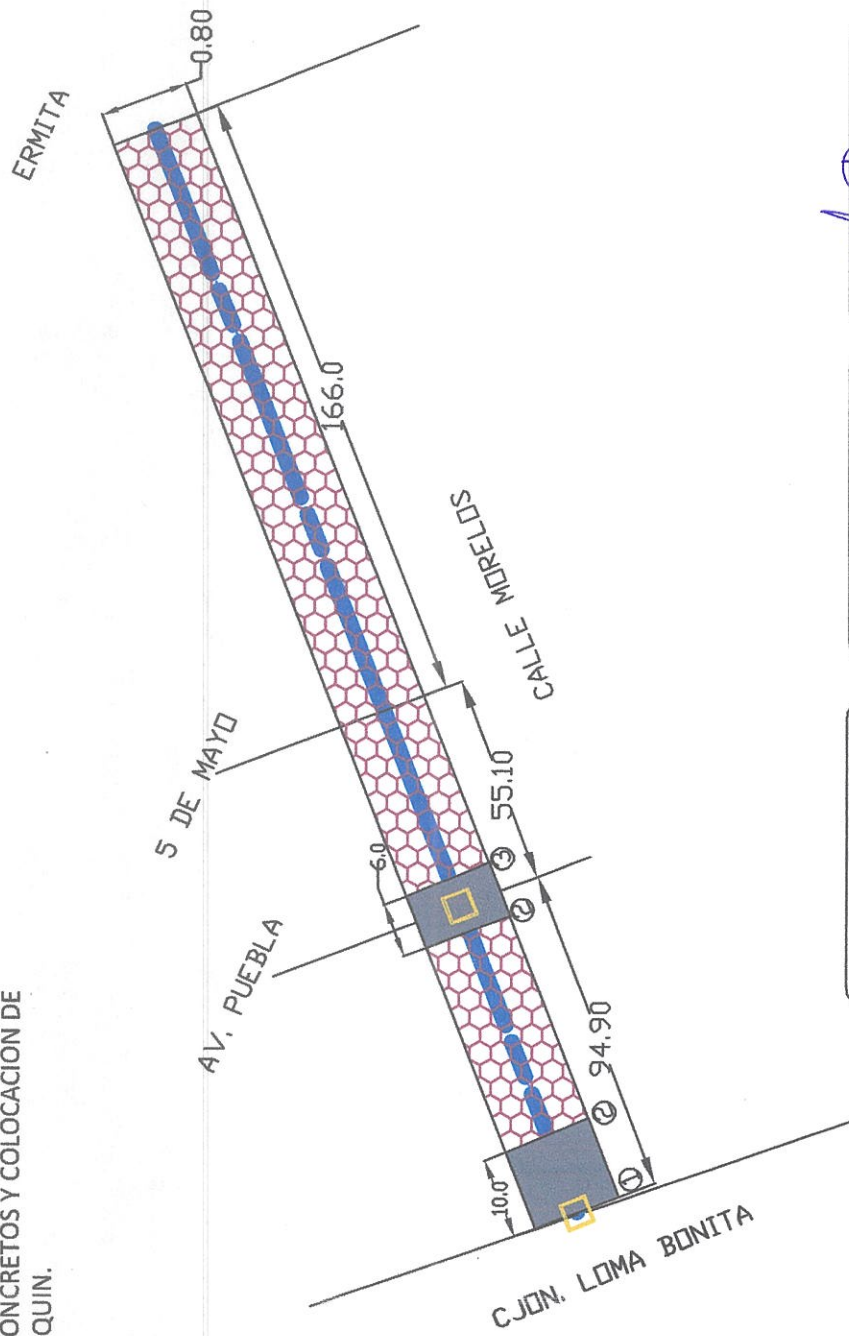 ONCRETOS Y COLOCACION DE
QUIN.
ERMITA
0.80
166.0
5 DE MAYO
CALLE MORELOS
55.10
6.0
AV. PUEBLA
3
2
94.90
2
10.0
1
CJON. LOMA BONITA